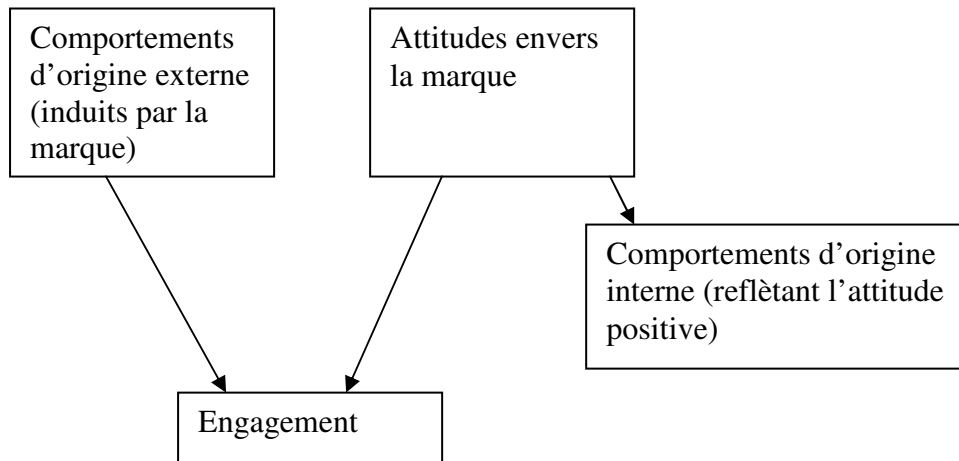 Comportements
d’origine externe
(induits par la
marque)
Attitudes envers
la marque
Comportements d’origine
interne (reflètant l’attitude
positive)
Engagement